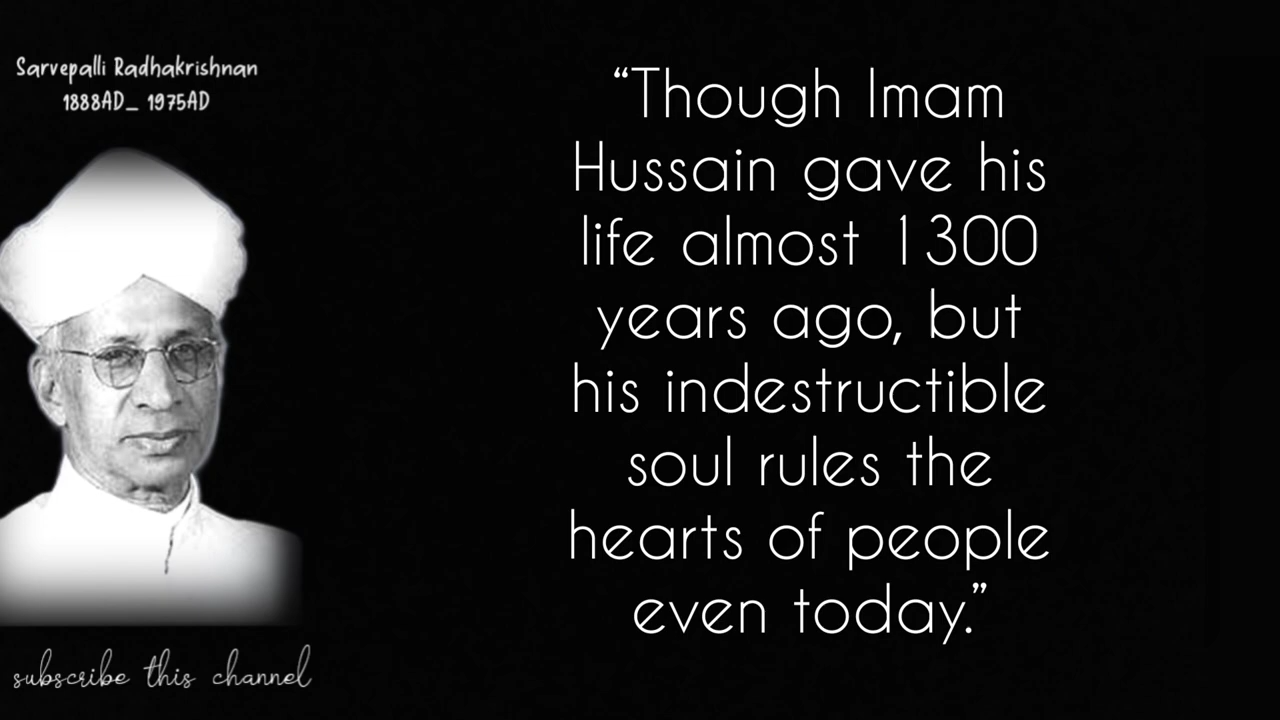 Sarvepalli Radhakrishnan
1888AD_ 1975AD
“Though Imam
Hussain gave his
life almost 1300
years ago, but
his indestructible
soul rules the
hearts of people
even today.”
subscribe this channel